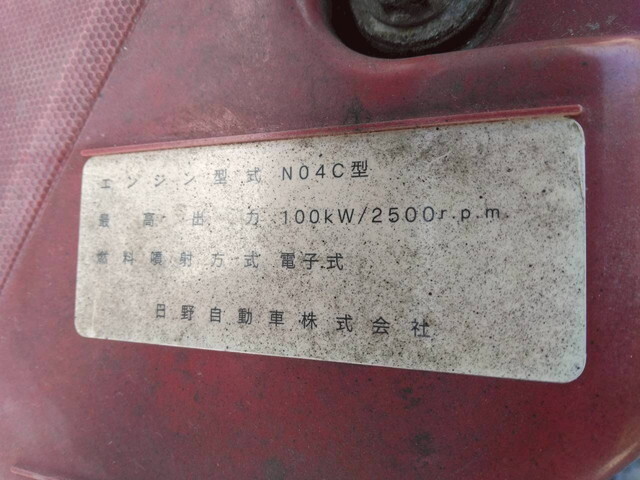 エンジン型式 N04C型
最高出力 100kW/2500r.p.m
燃料噴射方式 電子式
日野自動車株式会社